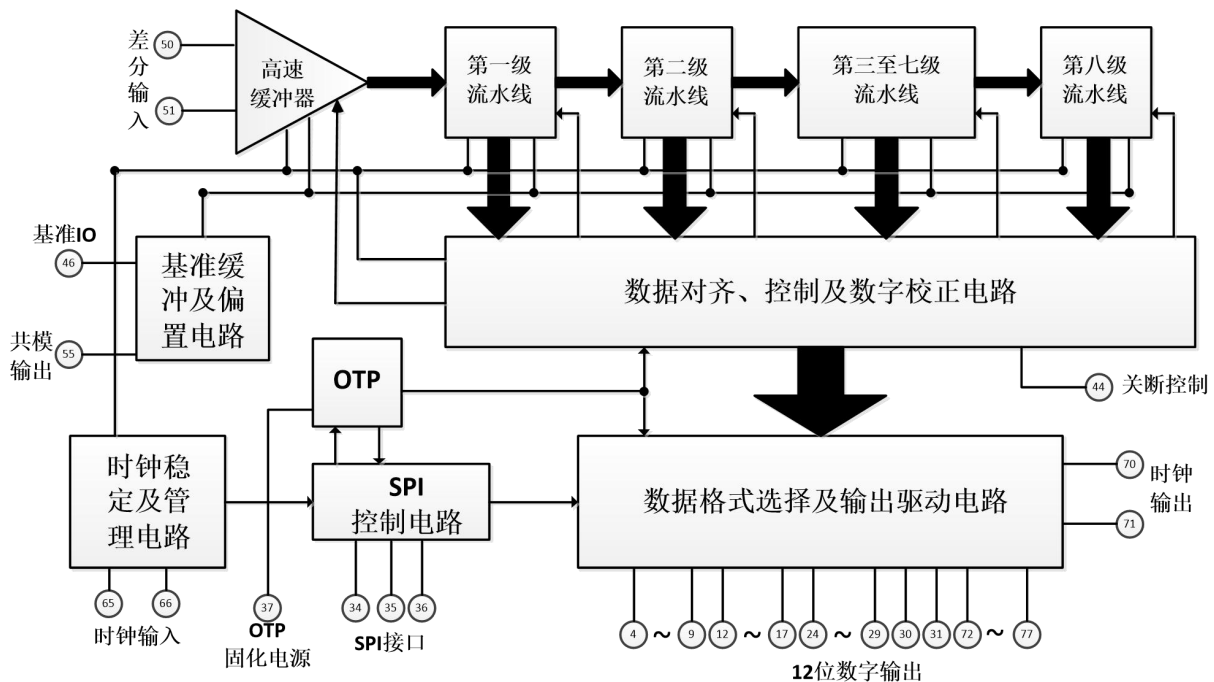 差
分
输
入
50
51
高速
缓冲器
第一级
流水线
第二级
流水线
第三至七级
流水线
第八级
流水线
基准IO
46
共模
输出
55
基准缓
冲及偏
置电路
数据对齐、控制及数字校正电路
44
关断控制
OTP
时钟稳
定及管
理电路
SPI
控制电路
数据格式选择及输出驱动电路
70
71
时钟
输出
65
66
时钟输入
37
OTP
固化电源
34
35
36
SPI接口
4 ~ 9 12 ~ 17 24 ~ 29 30 31 72 ~ 77
12位数字输出